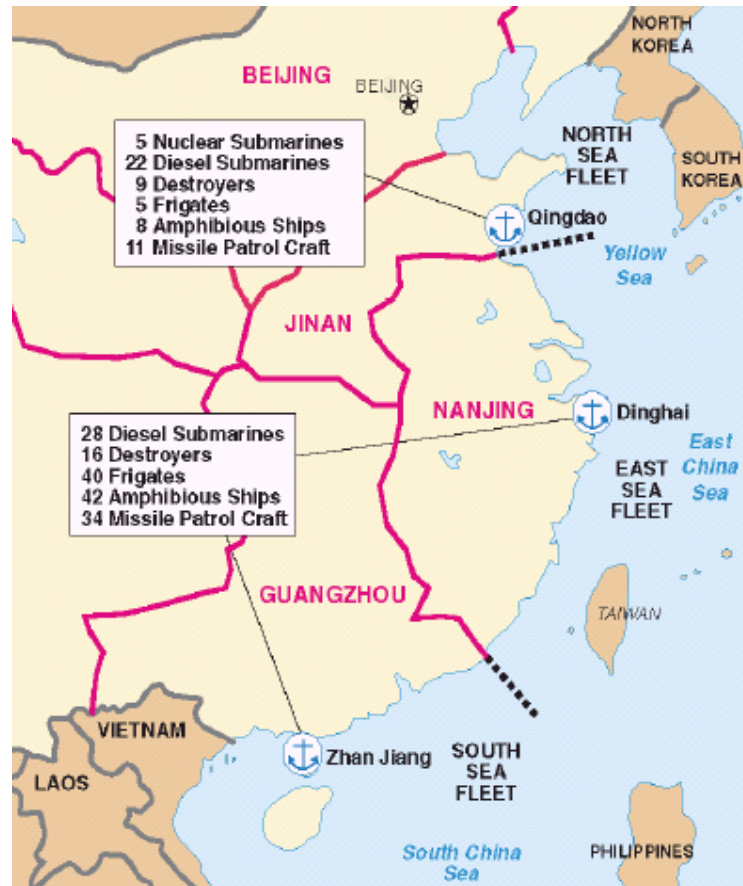 NORTH
KOREA
BEIJING
BEIJING
5 Nuclear Submarines
22 Diesel Submarines
9 Destroyers
5 Frigates
8 Amphibious Ships
11 Missile Patrol Craft
NORTH
SEA
FLEET
SOUTH
KOREA
Qingdao
Yellow
Sea
JINAN
NANJING
Dinghai
28 Diesel Submarines
16 Destroyers
40 Frigates
42 Amphibious Ships
34 Missile Patrol Craft
East
China
Sea
EAST
SEA
FLEET
GUANGZHOU
TAIWAN
VIETNAM
LAOS
Zhan Jiang
SOUTH
SEA
FLEET
South China
Sea
PHILIPPINES